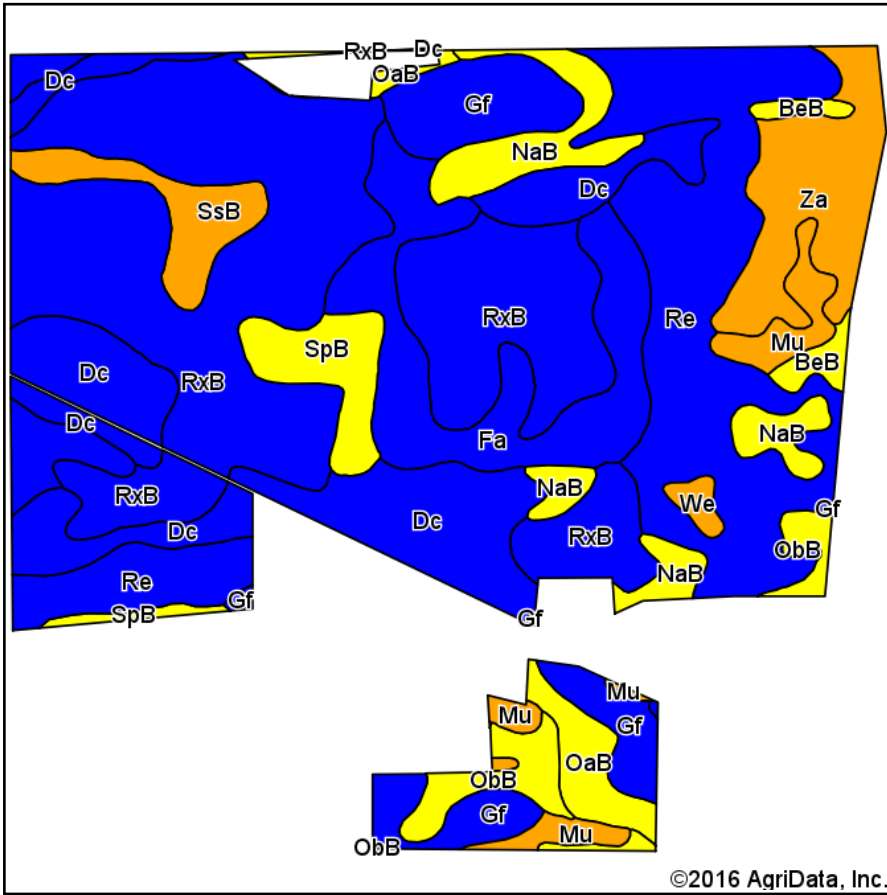 RxB
Dc
Dc
OaB
Gf
BeB
NaB
Dc
Za
SsB
RxB
Re
Mu
SpB
BeB
Dc
RxB
Dc
NaB
Fa
NaB
RxB
We
Gf
Dc
Dc
RxB
ObB
NaB
Re
Gf
SpB
Gf
Mu
Mu
Gf
OaB
ObB
Gf
Mu
ObB
©2016 AgriData, Inc.